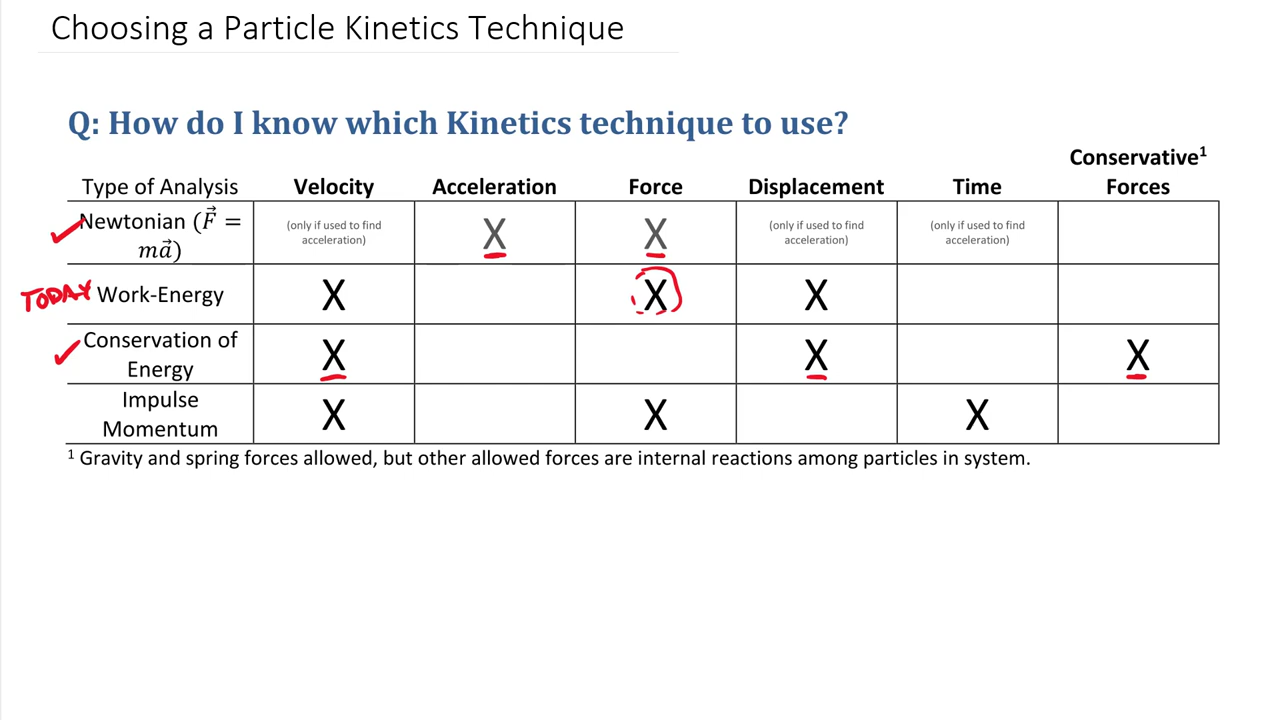 Choosing a Particle Kinetics Technique
Q: How do I know which Kinetics technique to use?
Type of Analysis Velocity Acceleration Force Displacement Time Conservative¹ Forces
Newtonian (F⃗ =
ma⃗)
(only if used to find
acceleration)
X
X
(only if used to find
acceleration)
(only if used to find
acceleration)
TODAY Work-Energy X X X
Conservation of
Energy
X X X
Impulse
Momentum
X X X
¹ Gravity and spring forces allowed, but other allowed forces are internal reactions among particles in system.